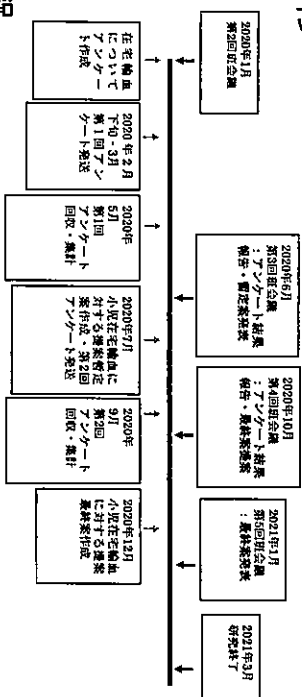 2020年1月
第2回班会議
2020年6月
第3回班会議
:アンケート結果
報告・暫定案発表
2020年10月
第4回班会議
:アンケート結果
報告・最終案提案
2021年1月
第5回班会議
:最終案発表
2021年3月
研究終了
在宅輸血
について
アンケー
ト作成
2020年2月
下旬-3月
第1回アン
ケート発送
2020年
5月
第1回
アンケート
回収・集計
2020年7月
小児在宅輸血に
対する提案暫定
案作成・第2回
アンケート発送
2020年
9月
第2回
アンケート
回収・集計
2020年12月
小児在宅輸血
に対する提案
最終案作成